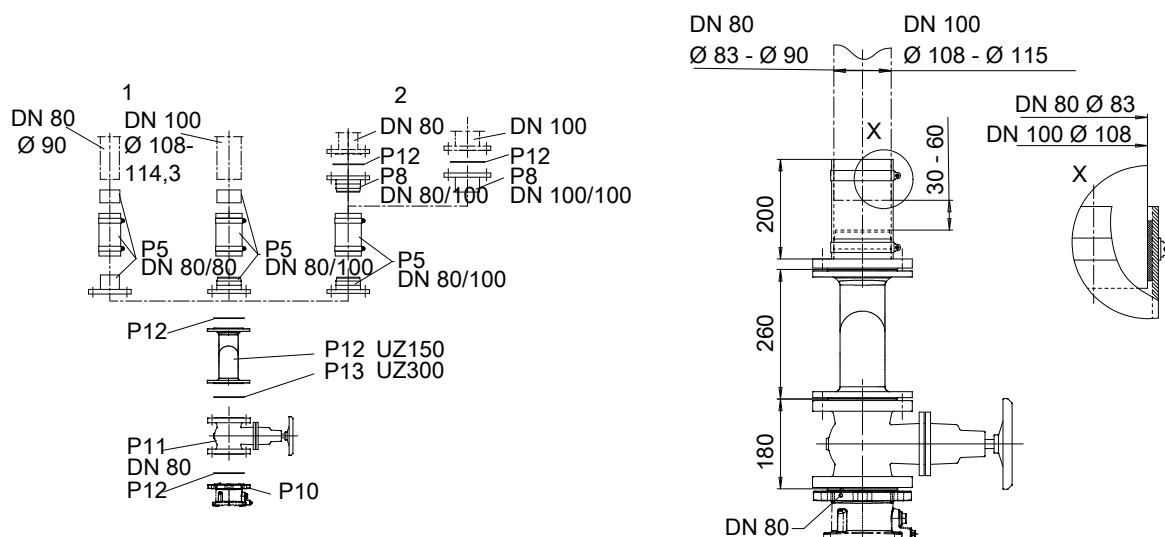 1
DN 80
Ø 90
DN 100
Ø 108-
114,3
2
DN 80
DN 100
P12
P12
P8
DN 80/100
P8
DN 100/100
P5
DN 80/80
P5
DN 80/100
P5
DN 80/100
P12
P12 UZ150
P13 UZ300
P11
DN 80
P12
P10
DN 80
Ø 83 - Ø 90
DN 100
Ø 108 - Ø 115
X
30 - 60
200
260
180
DN 80
DN 80 Ø 83
DN 100 Ø 108
X